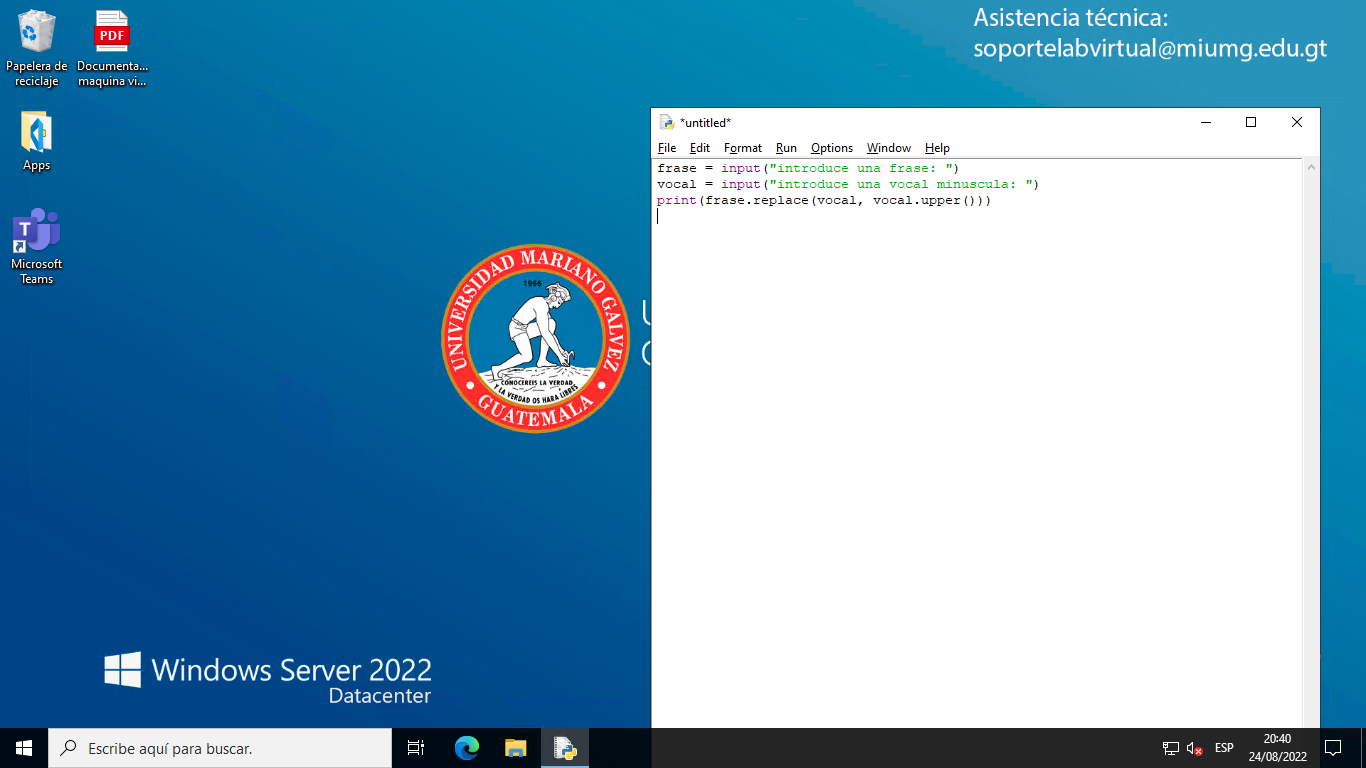 Asistencia técnica:
soportelabvirtual@miumg.edu.gt
Papelera de
reciclaje
PDF
Documenta...
maquina vi...
Apps
T
Microsoft
Teams
*untitled*
File Edit Format Run Options Window Help
frase = input("introduce una frase: ")
vocal = input("introduce una vocal minuscula: ")
print(frase.replace(vocal, vocal.upper()))
UNIVERSIDAD MARIANO GALVEZ
1966
CONOCEREIS LA VERDAD
Y LA VERDAD OS HARA LIBRES
GUATEMALA
Windows Server 2022
Datacenter
Escribe aquí para buscar.
ESP
20:40
24/08/2022